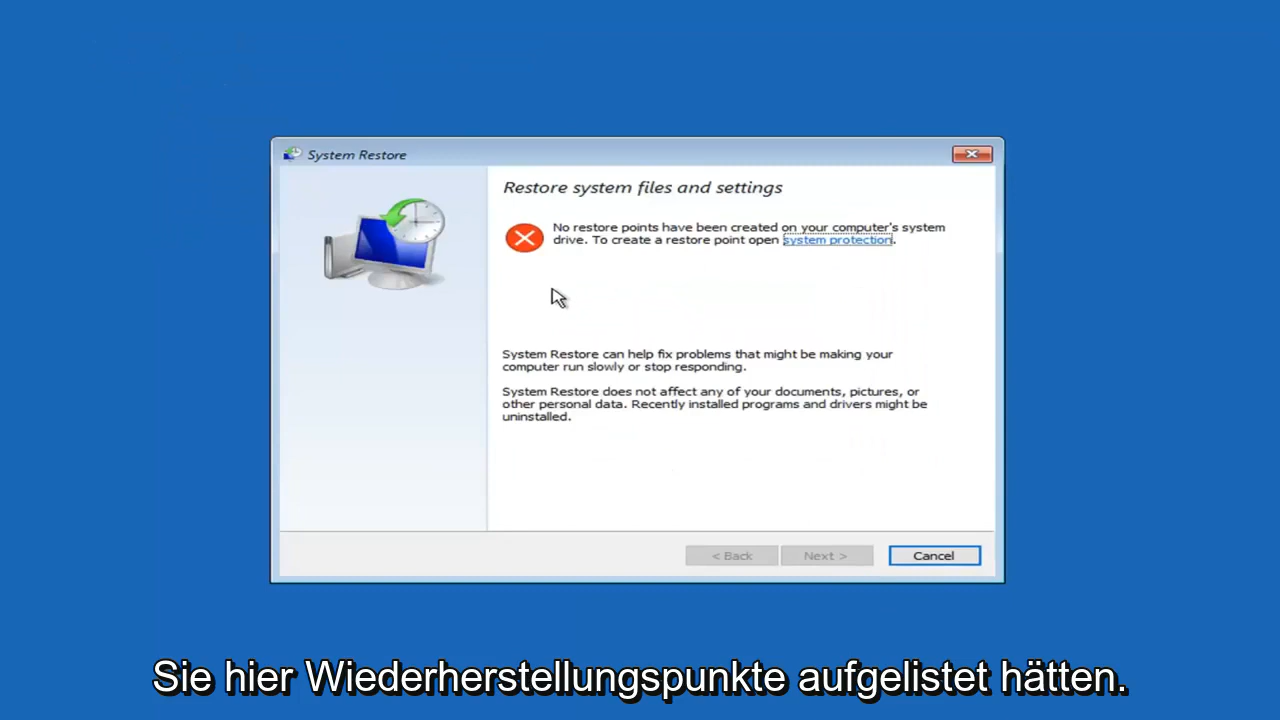 System Restore
Restore system files and settings
No restore points have been created on your computer's system
drive. To create a restore point open system protection.
System Restore can help fix problems that might be making your
computer run slowly or stop responding.
System Restore does not affect any of your documents, pictures, or
other personal data. Recently installed programs and drivers might be
uninstalled.
< Back Next > Cancel
Sie hier Wiederherstellungspunkte aufgelistet hätten.